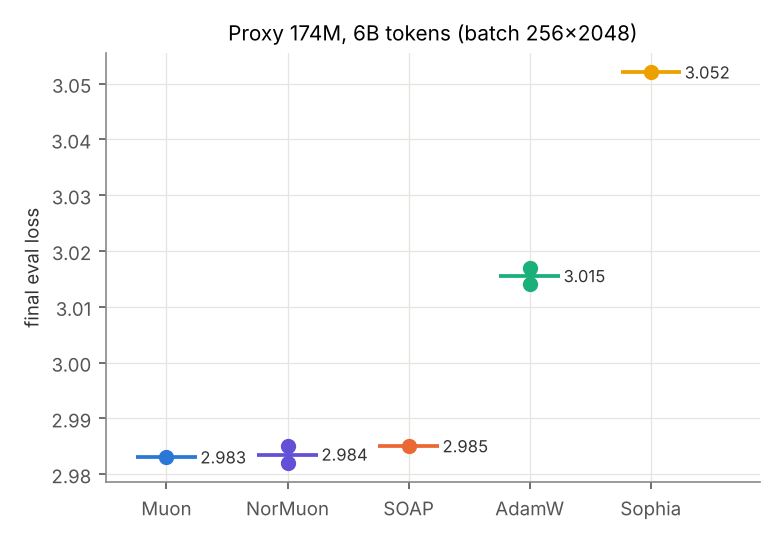 Proxy 174M, 6B tokens (batch 256×2048)
final eval loss
3.05
3.04
3.03
3.02
3.01
3.00
2.99
2.98
3.052
3.015
2.983
2.984
2.985
Muon
NorMuon
SOAP
AdamW
Sophia